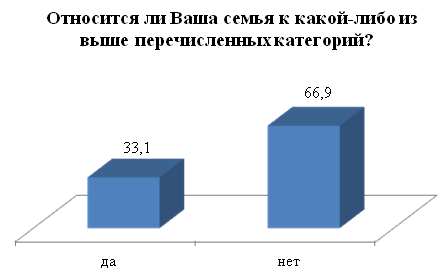 Относится ли Ваша семья к какой-либо из
выше перечисленных категорий?
66,9
33,1
да нет